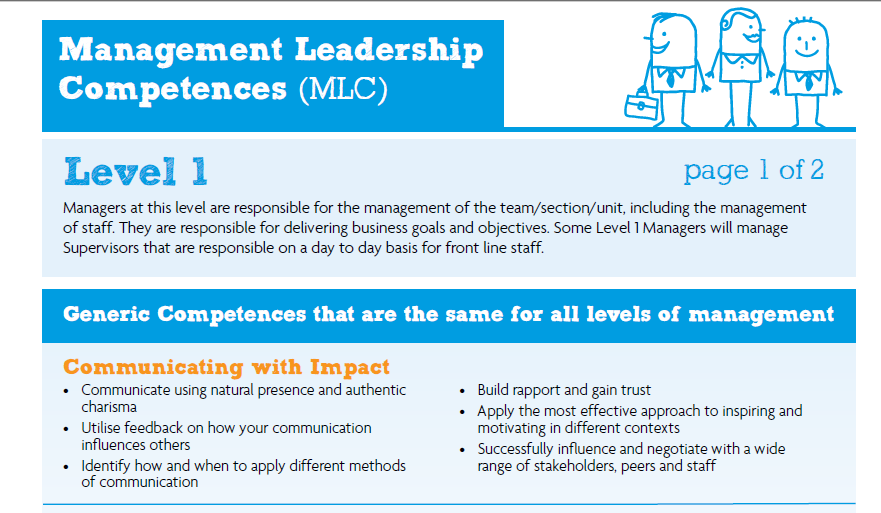 Management Leadership
Competences (MLC)
Level 1
page 1 of 2
Managers at this level are responsible for the management of the team/section/unit, including the management
of staff. They are responsible for delivering business goals and objectives. Some Level 1 Managers will manage
Supervisors that are responsible on a day to day basis for front line staff.
Generic Competences that are the same for all levels of management
Communicating with Impact
• Communicate using natural presence and authentic
charisma
• Utilise feedback on how your communication
influences others
• Identify how and when to apply different methods
of communication
• Build rapport and gain trust
• Apply the most effective approach to inspiring and
motivating in different contexts
• Successfully influence and negotiate with a wide
range of stakeholders, peers and staff